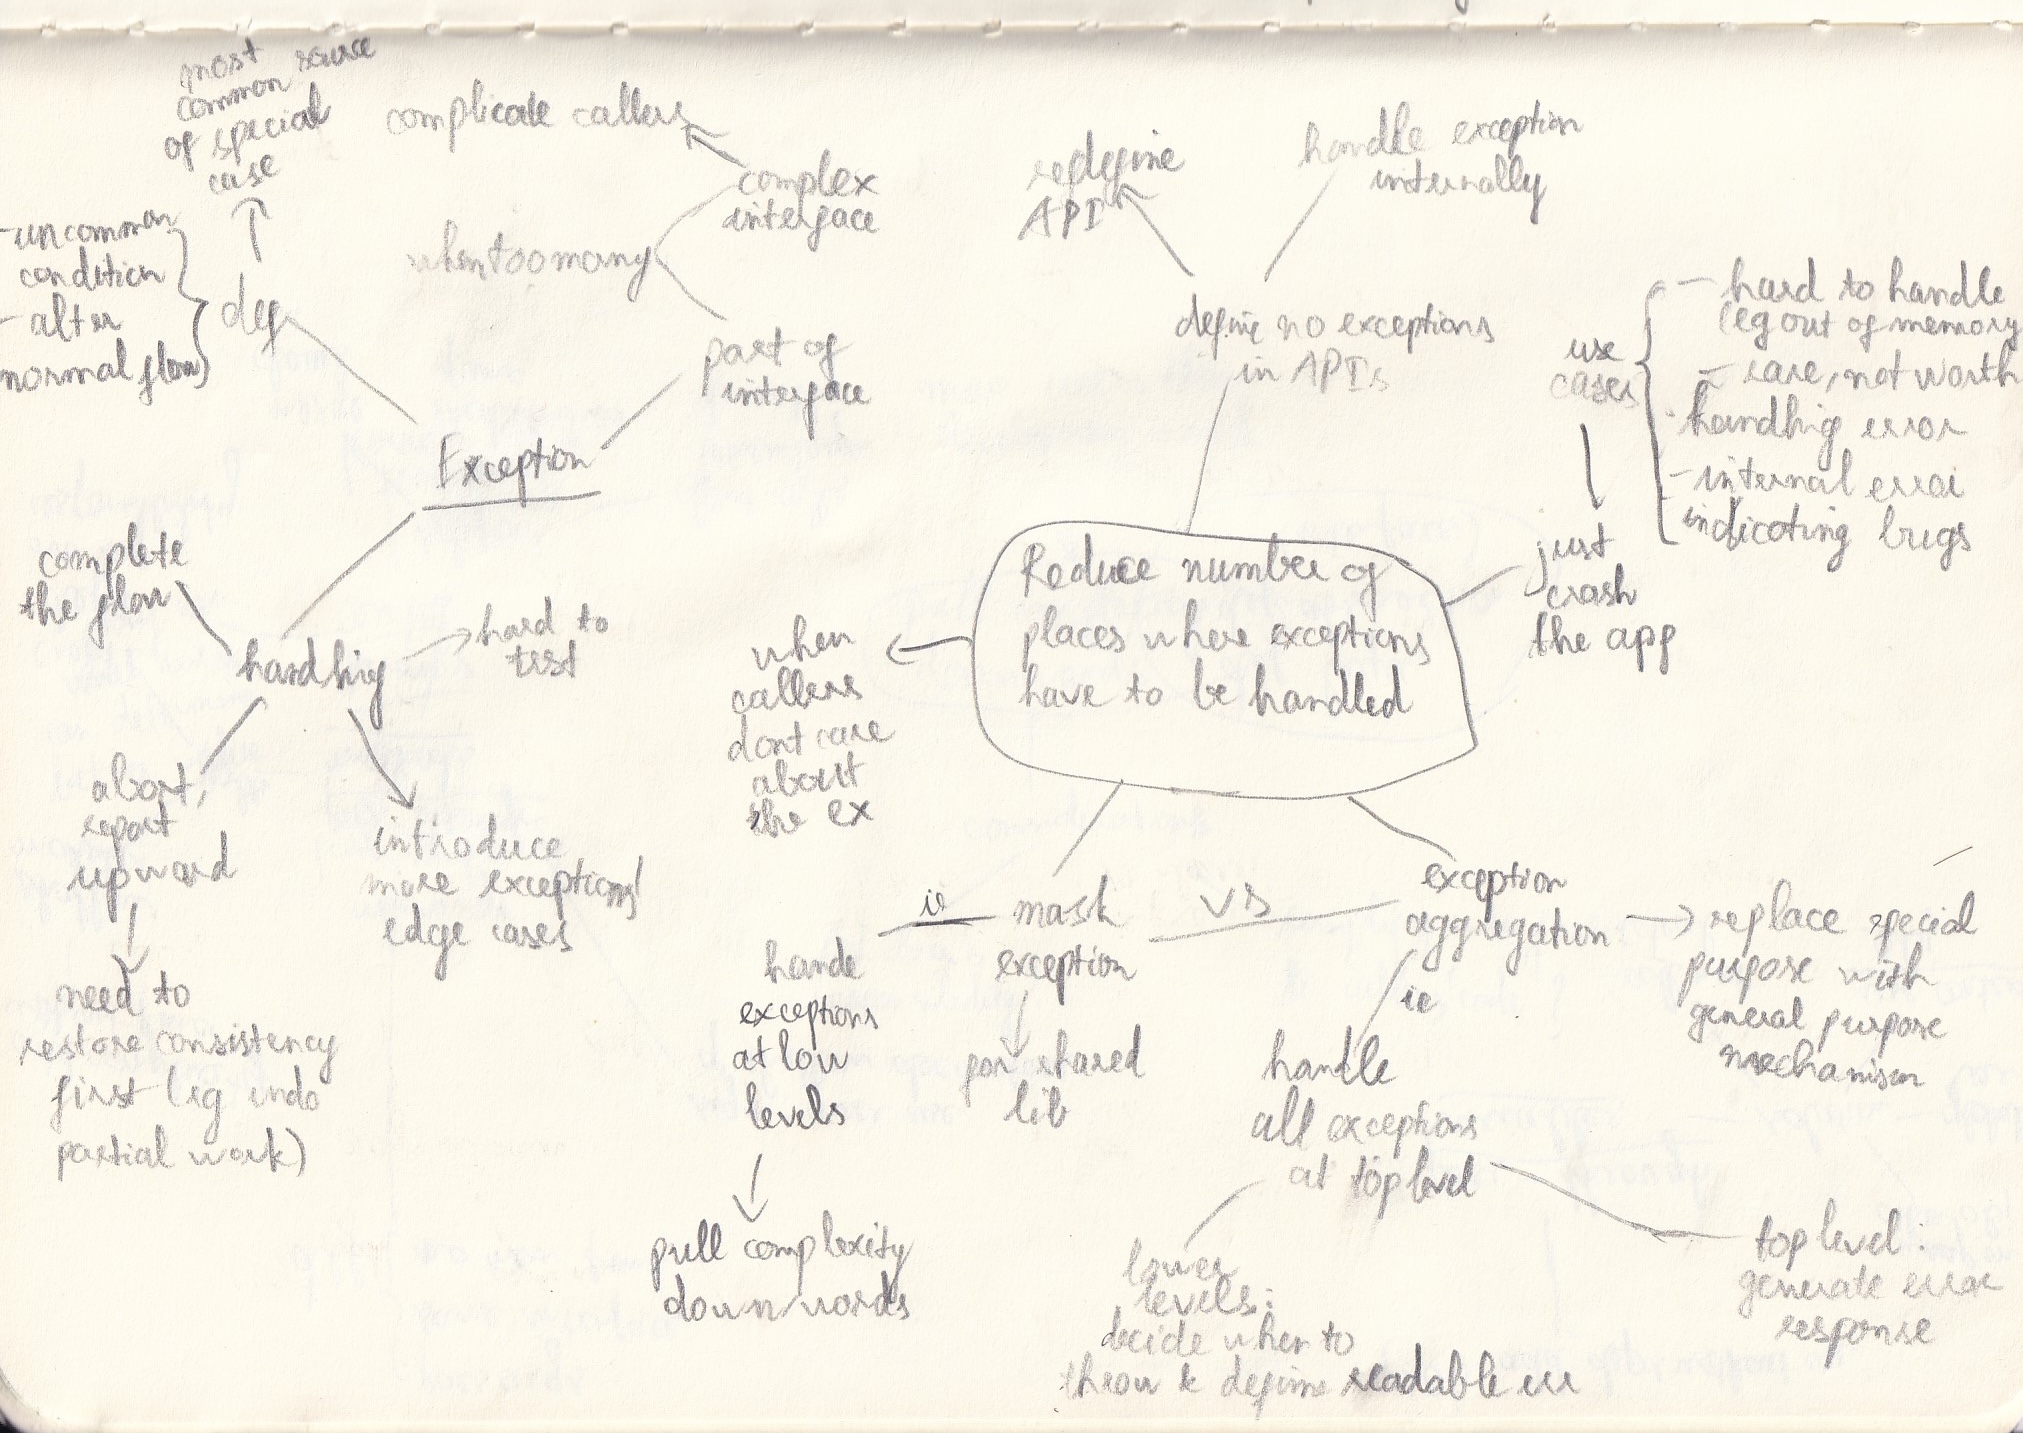 most
common source
of special
case
- uncommon
condition
- alter
normal flow
def
complicate callers
complex
interface
when too many
part of
interface
Exception
complete
the flow
handling
hard to
test
abort,
report
upward
need to
restore consistency
first (eg undo
partial work)
introduce
more exceptions/
edge cases
redefine
API
handle exception
internally
define no exceptions
in APIs
use
cases
- hard to handle
(eg out of memory
- rare, not worth
handling error
- internal error
indicating bugs
just
crash
the app
Reduce number of
places where exceptions
have to be handled
when
callers
dont care
about
the ex
mask
exception
ie
hande
exceptions
at low
levels
pull complexity
downwords
for shared
lib
vs
exception
aggregation
replace special
purpose with
general purpose
mechanism
ie
handle
all exceptions
at top level
lower
levels:
decide when to
throw & define readable err
top level:
generate error
response